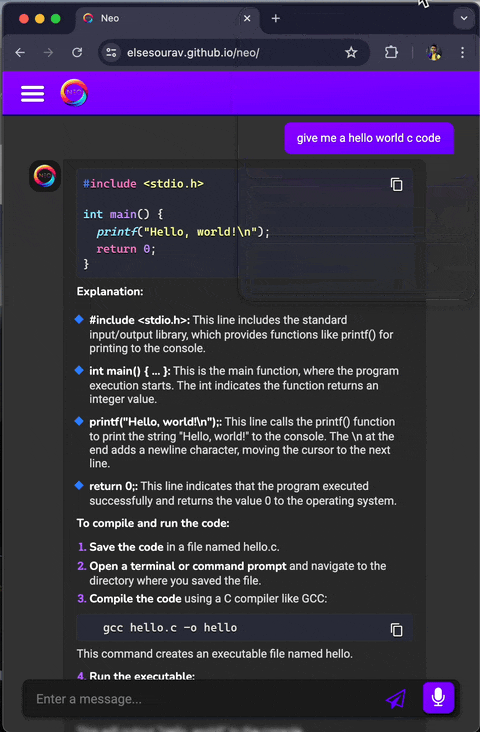 Neo
elsesourav.github.io/neo/
NEO
give me a hello world c code
NEO
#include <stdio.h>
int main() {
printf("Hello, world!\n");
return 0;
}
Explanation:
#include <stdio.h>: This line includes the standard
input/output library, which provides functions like printf() for
printing to the console.
int main() { ... }: This is the main function, where the program
execution starts. The int indicates the function returns an
integer value.
printf("Hello, world!\n");: This line calls the printf() function
to print the string "Hello, world!" to the console. The \n at the
end adds a newline character, moving the cursor to the next
line.
return 0;: This line indicates that the program executed
successfully and returns the value 0 to the operating system.
To compile and run the code:
1. Save the code in a file named hello.c.
2. Open a terminal or command prompt and navigate to the
directory where you saved the file.
3. Compile the code using a C compiler like GCC:
gcc hello.c -o hello
This command creates an executable file named hello.
4. Run the executable:
Enter a message...